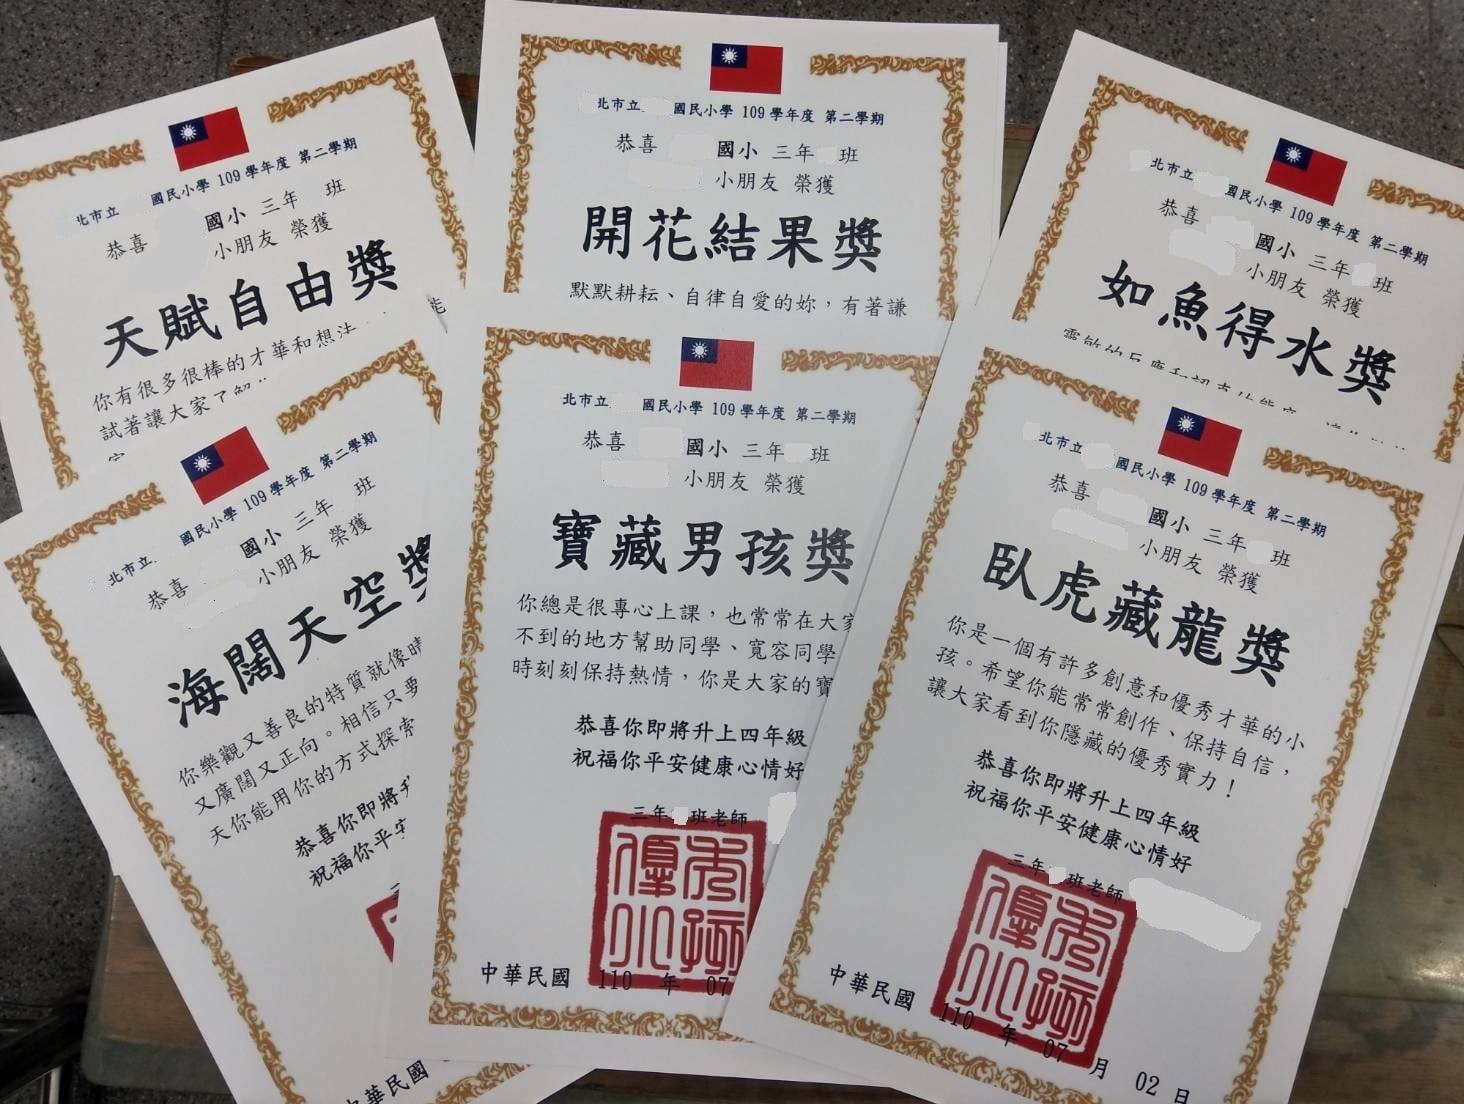 北市立 國民小學 109 學年度 第二學期
恭喜 國小 三年 班
小朋友 榮獲
天賦自由獎
你有很多很棒的才華和想法
試著讓大家了解
北市立 國民小學 109 學年度 第二學期
恭喜 國小 三年 班
小朋友 榮獲
開花結果獎
默默耕耘、自律自愛的妳，有著謙
北市立 國民小學 109 學年度 第二學期
恭喜 國小 三年 班
小朋友 榮獲
如魚得水獎
北市立 國民小學 109 學年度 第二學期
恭喜 國小 三年 班
小朋友 榮獲
海闊天空獎
你樂觀又善良的特質就像晴
又廣闊又正向。相信只要
天你能用你的方式探索
恭喜你即將升
祝福你平安
中華民國
北市立 國民小學 109 學年度 第二學期
恭喜 國小 三年 班
小朋友 榮獲
寶藏男孩獎
你總是很專心上課，也常常在大家
不到的地方幫助同學、寬容同學
時刻刻保持熱情，你是大家的寶
恭喜你即將升上四年級
祝福你平安健康心情好
三年 班老師
中華民國 110 年 07
北市立 國民小學 109 學年度 第二學期
恭喜 國小 三年 班
小朋友 榮獲
臥虎藏龍獎
你是一個有許多創意和優秀才華的小
孩。希望你能常常創作、保持自信，
讓大家看到你隱藏的優秀實力！
恭喜你即將升上四年級
祝福你平安健康心情好
三年 班老師
中華民國 110 年 07 月 02 日